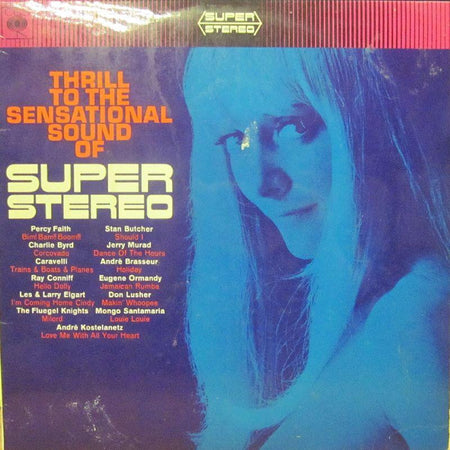 SUPER
STEREO
THRILL
TO THE
SENSATIONAL
SOUND
OF
SUPER
STEREO
Percy Faith
Bim! Bam!! Boom!!!
Charlie Byrd
Corcovado
Caravelli
Trains & Boats & Planes
Ray Conniff
Hello Dolly
Les & Larry Elgart
I'm Coming Home Cindy
The Fluegel Knights
Milord
Stan Butcher
Should I
Jerry Murad
Dance Of The Hours
Andrè Brasseur
Holiday
Eugene Ormandy
Jamaican Rumba
Don Lusher
Makin' Whoopee
Mongo Santamaria
Louie Louie
Andrè Kostelanetz
Love Me With All Your Heart